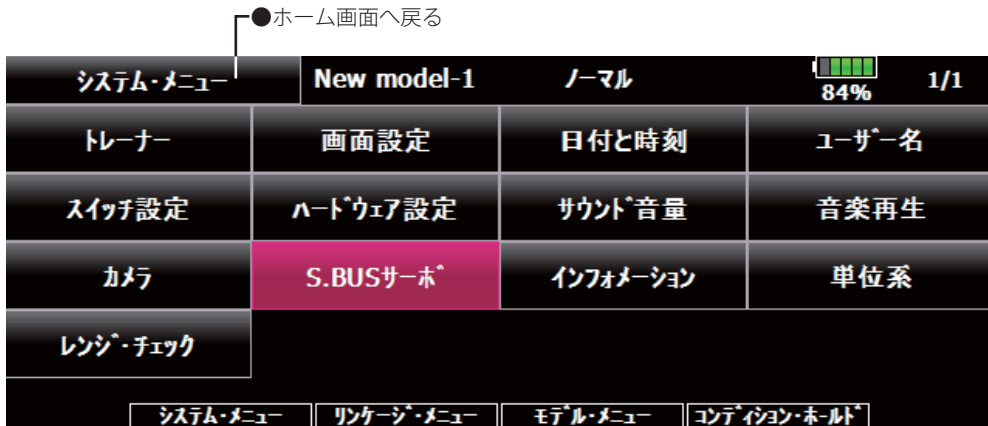 ●ホーム画面へ戻る
ｼｽﾃﾑ･ﾒﾆｭｰ New model-1 ﾉｰﾏﾙ 84% 1/1
ﾄﾚｰﾅｰ 画面設定 日付と時刻 ﾕｰｻﾞｰ名
ｽｲｯﾁ設定 ﾊｰﾄﾞｳｪｱ設定 ｻｳﾝﾄﾞ音量 音楽再生
ｶﾒﾗ S.BUSｻｰﾎﾞ ｲﾝﾌｫﾒｰｼｮﾝ 単位系
ﾚﾝｼﾞ･ﾁｪｯｸ
ｼｽﾃﾑ･ﾒﾆｭｰ ﾘﾝｹｰｼﾞ･ﾒﾆｭｰ ﾓﾃﾞﾙ･ﾒﾆｭｰ ｺﾝﾃﾞｨｼｮﾝ･ﾎｰﾙﾄﾞ